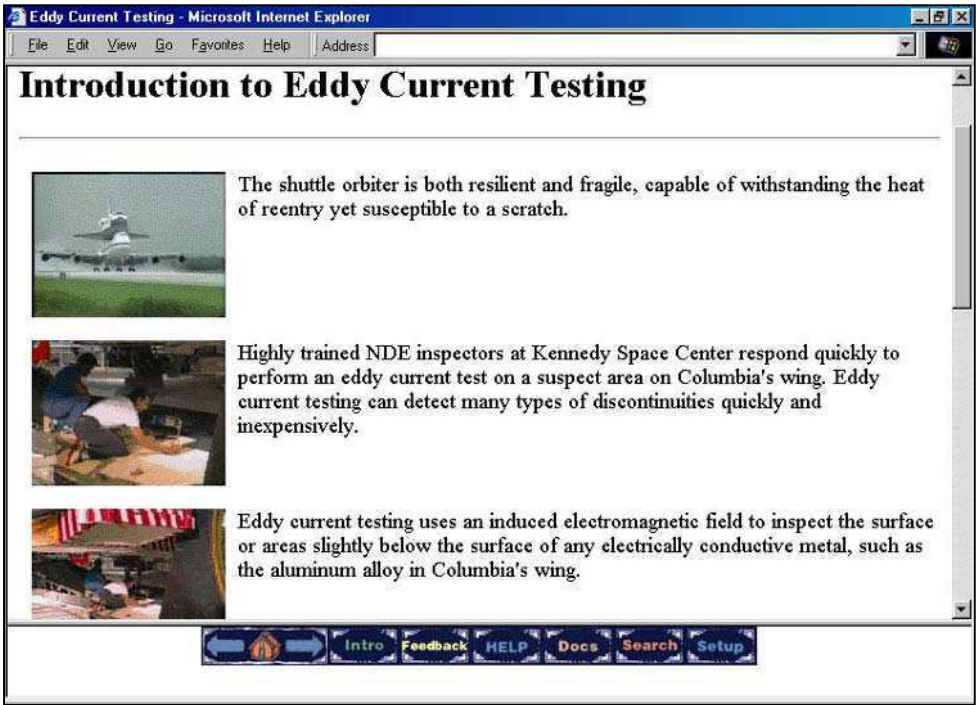 Eddy Current Testing - Microsoft Internet Explorer
File Edit View Go Favorites Help Address
Introduction to Eddy Current Testing
The shuttle orbiter is both resilient and fragile, capable of withstanding the heat
of reentry yet susceptible to a scratch.
Highly trained NDE inspectors at Kennedy Space Center respond quickly to
perform an eddy current test on a suspect area on Columbia's wing. Eddy
current testing can detect many types of discontinuities quickly and
inexpensively.
Eddy current testing uses an induced electromagnetic field to inspect the surface
or areas slightly below the surface of any electrically conductive metal, such as
the aluminum alloy in Columbia's wing.
Intro Feedback HELP Docs Search Setup